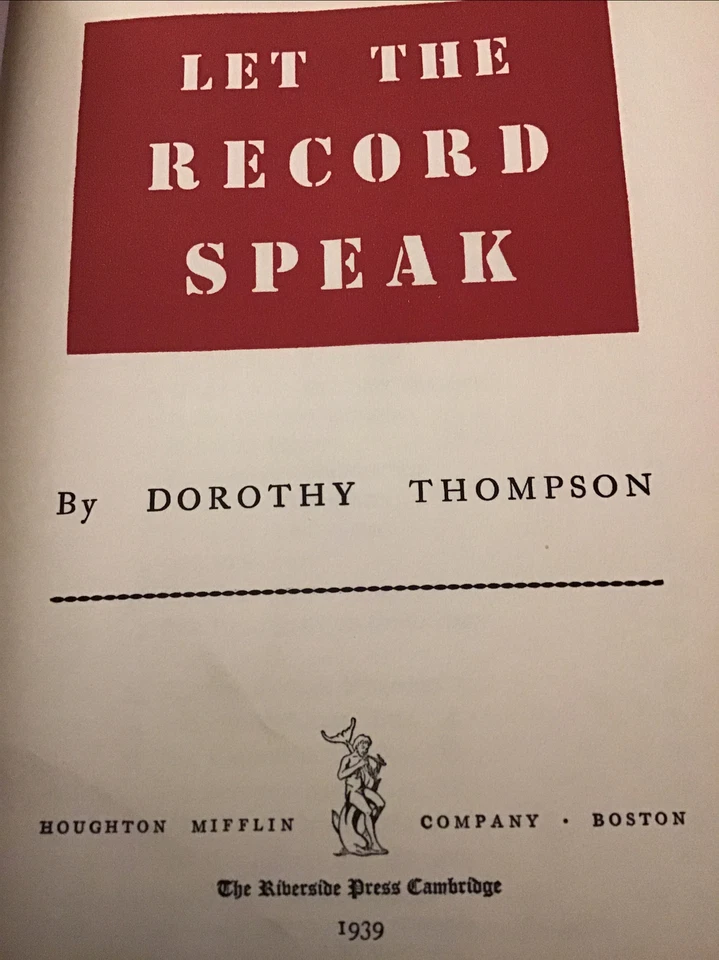 LET THE
RECORD
SPEAK
By DOROTHY THOMPSON
HOUGHTON MIFFLIN COMPANY · BOSTON
The Riverside Press Cambridge
1939